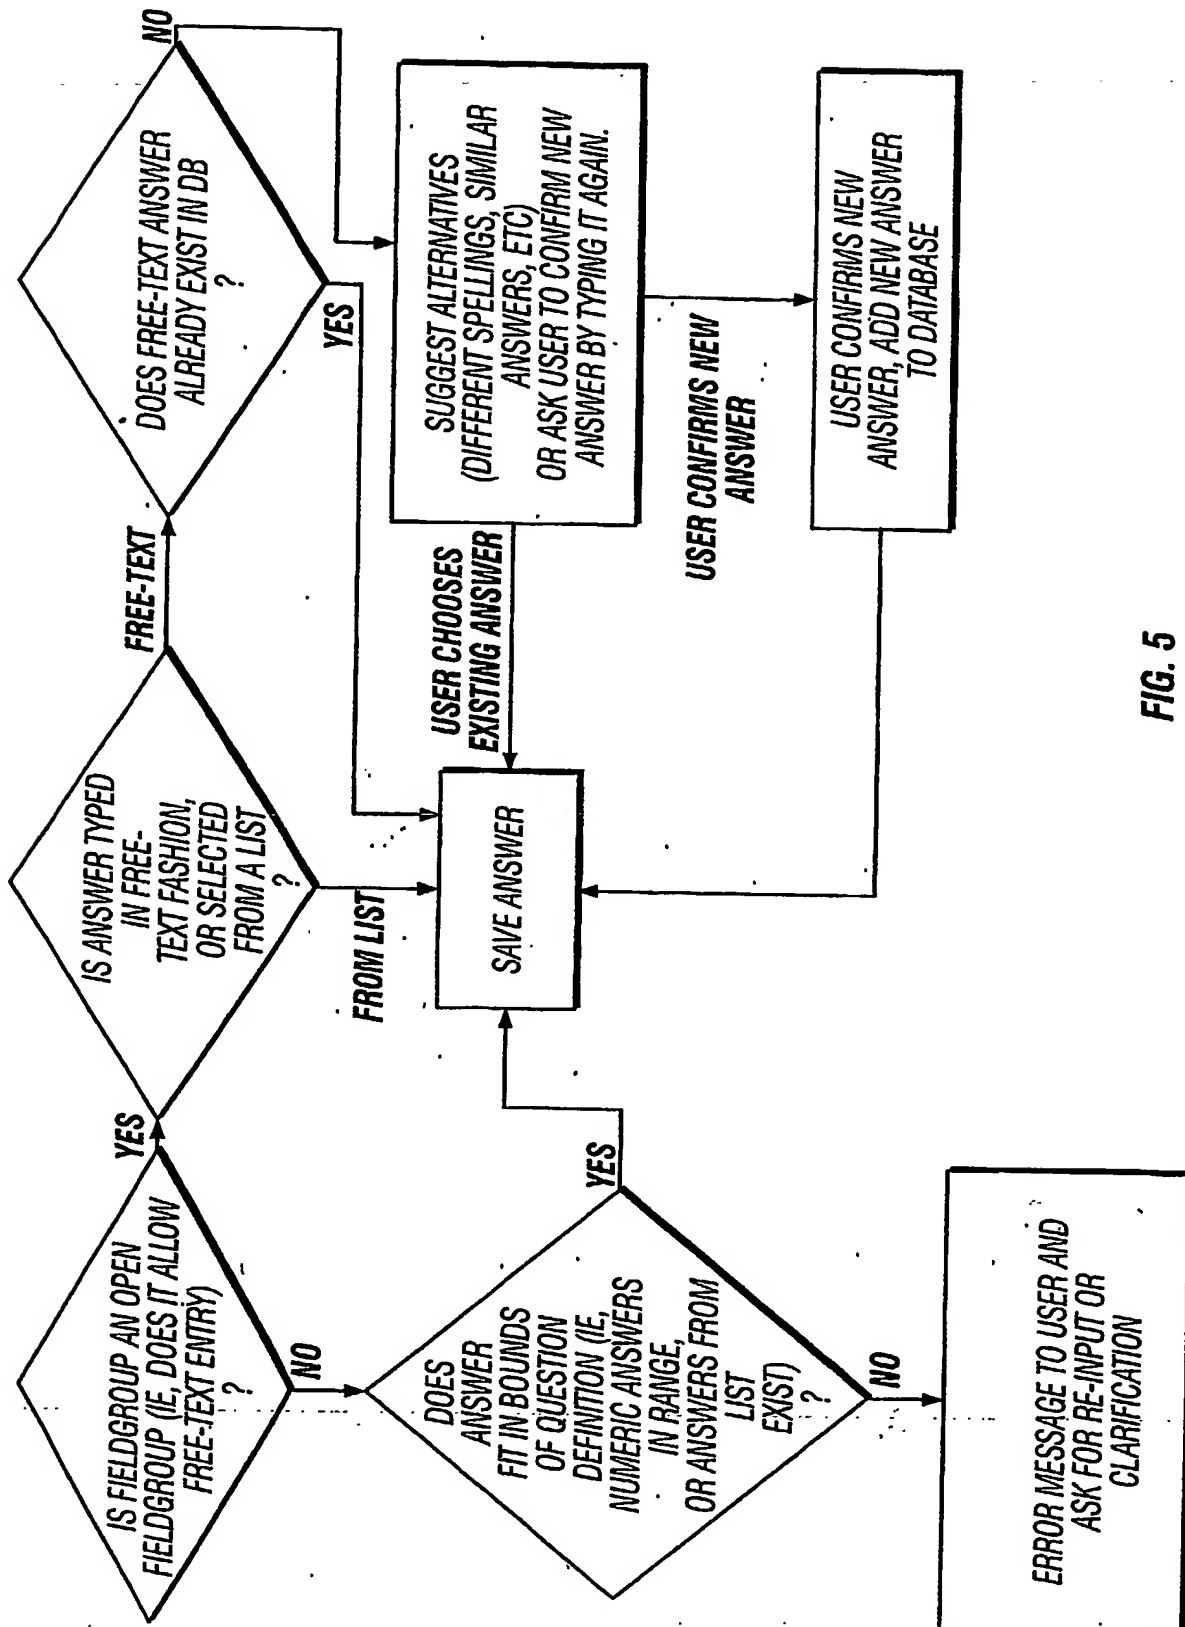 IS FIELDGROUP AN OPEN
FIELDGROUP (IE, DOES IT ALLOW
FREE-TEXT ENTRY)
?
YES
NO
IS ANSWER TYPED
IN FREE-
TEXT FASHION,
OR SELECTED
FROM A LIST
?
FREE-TEXT
FROM LIST
DOES FREE-TEXT ANSWER
ALREADY EXIST IN DB
?
NO
YES
DOES
ANSWER
FIT IN BOUNDS
OF QUESTION
DEFINITION (IE,
NUMERIC ANSWERS
IN RANGE,
OR ANSWERS FROM
LIST
EXIST)
?
YES
NO
SAVE ANSWER
USER CHOOSES
EXISTING ANSWER
SUGGEST ALTERNATIVES
(DIFFERENT SPELLINGS, SIMILAR
ANSWERS, ETC)
OR ASK USER TO CONFIRM NEW
ANSWER BY TYPING IT AGAIN.
USER CONFIRMS NEW
ANSWER
USER CONFIRMS NEW
ANSWER, ADD NEW ANSWER
TO DATABASE
ERROR MESSAGE TO USER AND
ASK FOR RE-INPUT OR
CLARIFICATION
FIG. 5